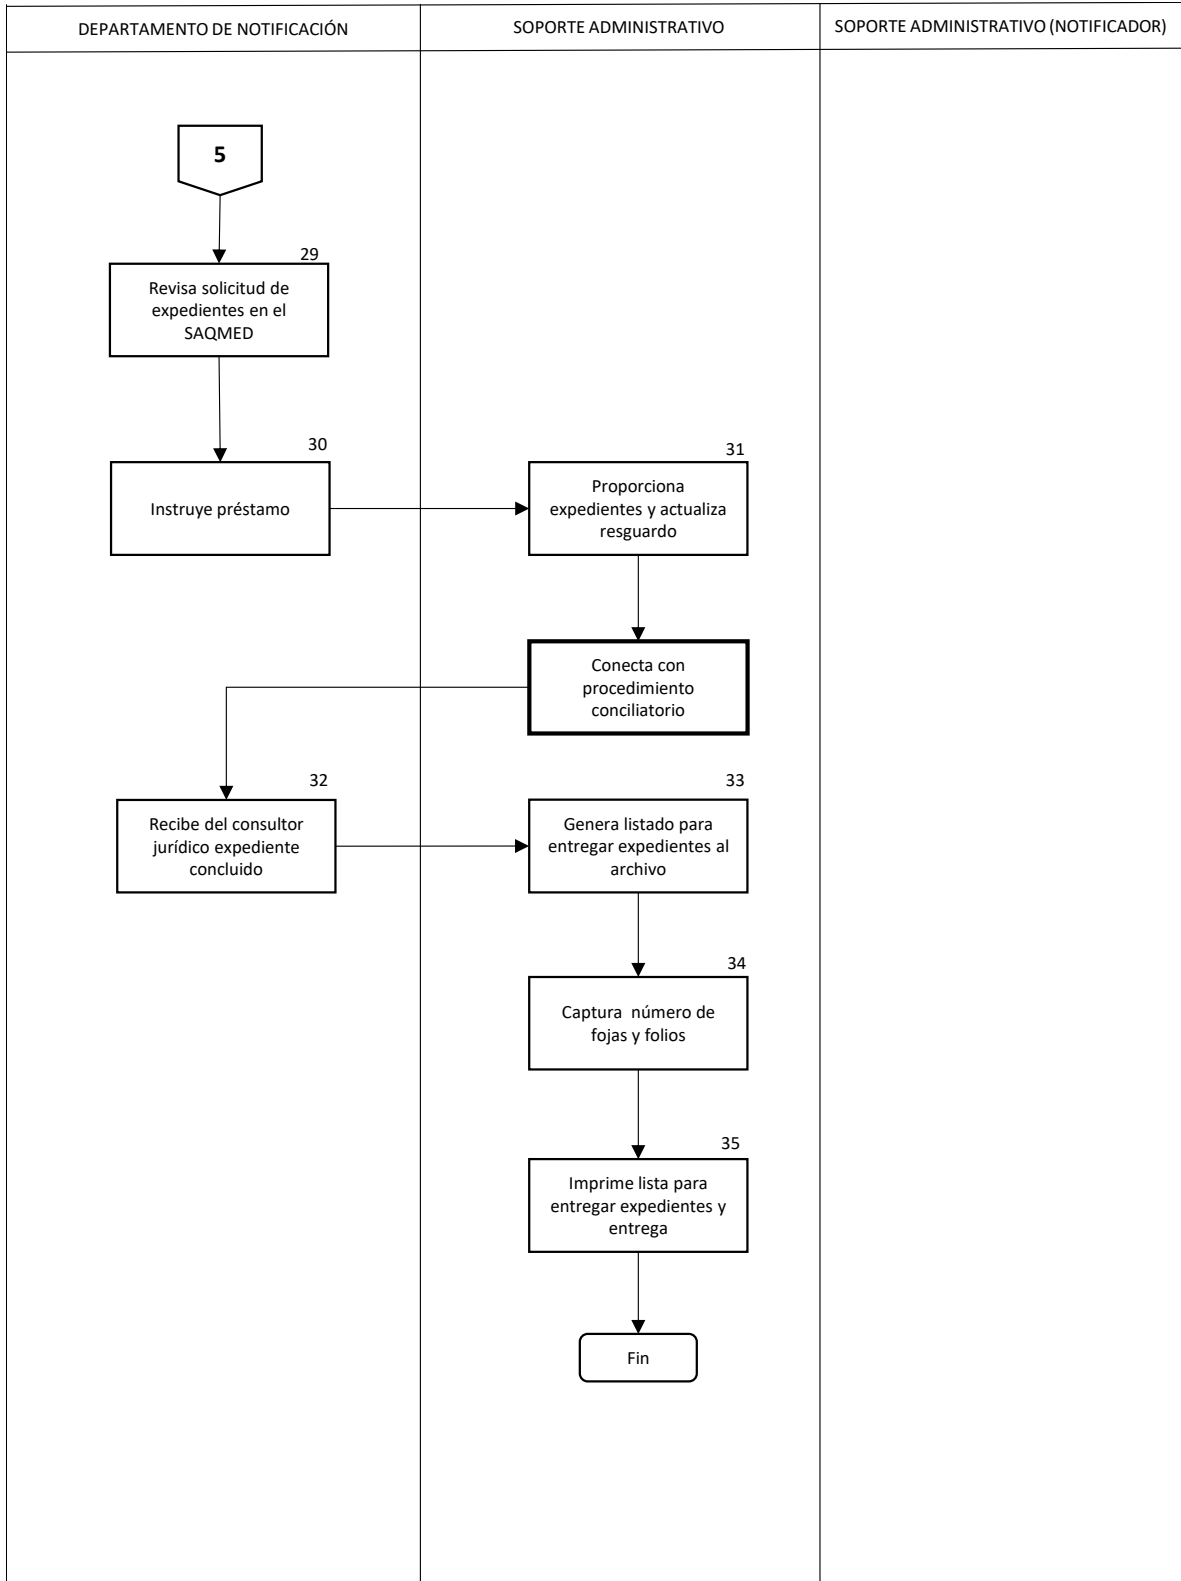 DEPARTAMENTO DE NOTIFICACIÓN
SOPORTE ADMINISTRATIVO
SOPORTE ADMINISTRATIVO (NOTIFICADOR)
5
29
Revisa solicitud de
expedientes en el
SAQMED
30
Instruye préstamo
31
Proporciona
expedientes y actualiza
resguardo
Conecta con
procedimiento
conciliatorio
32
Recibe del consultor
jurídico expediente
concluido
33
Genera listado para
entregar expedientes al
archivo
34
Captura número de
fojas y folios
35
Imprime lista para
entregar expedientes y
entrega
Fin